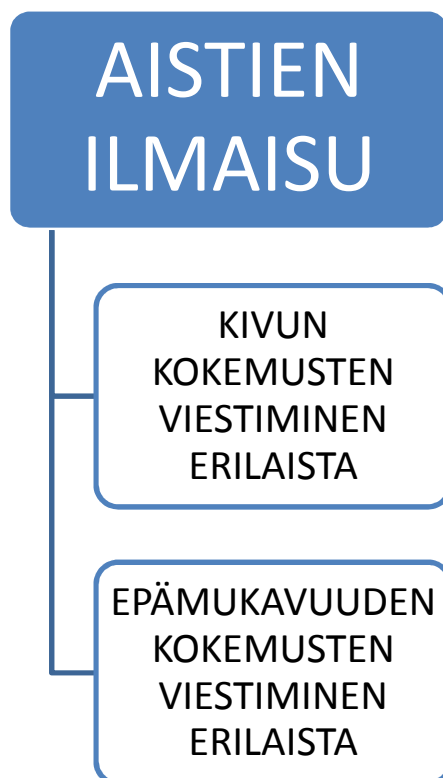 AISTIEN
ILMAISU
KIVUN
KOKEMUSTEN
VIESTIMINEN
ERILAISTA
EPÄMUKAVUUDEN
KOKEMUSTEN
VIESTIMINEN
ERILAISTA